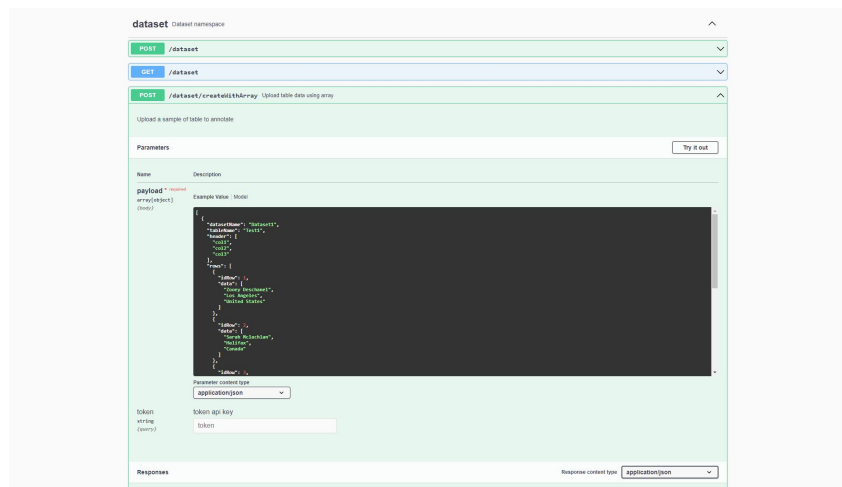 dataset Dataset namespace
POST /dataset
GET /dataset
POST /dataset/createWithArray Upload table data using array
Upload a sample of table to annotate
Parameters
Try it out
Name Description
payload * required
array[object]
(body)
Example Value | Model
[
{
"datasetName": "Dataset1",
"tableName": "Test1",
"header": [
"col1",
"col2",
"col3"
],
"rows": [
{
"idRow": 1,
"data": [
"Zooey Deschanel",
"Los Angeles",
"United States"
]
},
{
"idRow": 2,
"data": [
"Sarah Mclachlan",
"Halifax",
"Canada"
]
},
{
"idRow": 3,
Parameter content type
application/json
token
string
(query)
token api key
token
Responses
Response content type application/json